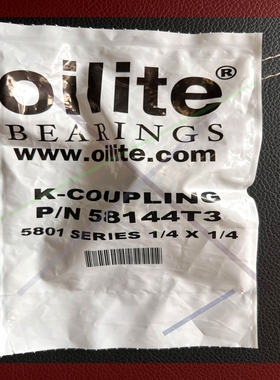 oilite®
BEARINGS
www.oilite.com
K-COUPLING
P/N 58144T3
5801 SERIES 1/4 X 1/4